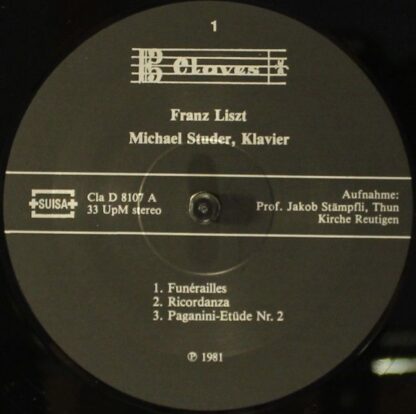 1
Claves
Franz Liszt
Michael Studer, Klavier
SUISA
Cla D 8107 A
33 UpM stereo
Aufnahme:
Prof. Jakob Stämpfli, Thun
Kirche Reutigen
1. Funérailles
2. Ricordanza
3. Paganini-Etüde Nr. 2
℗ 1981